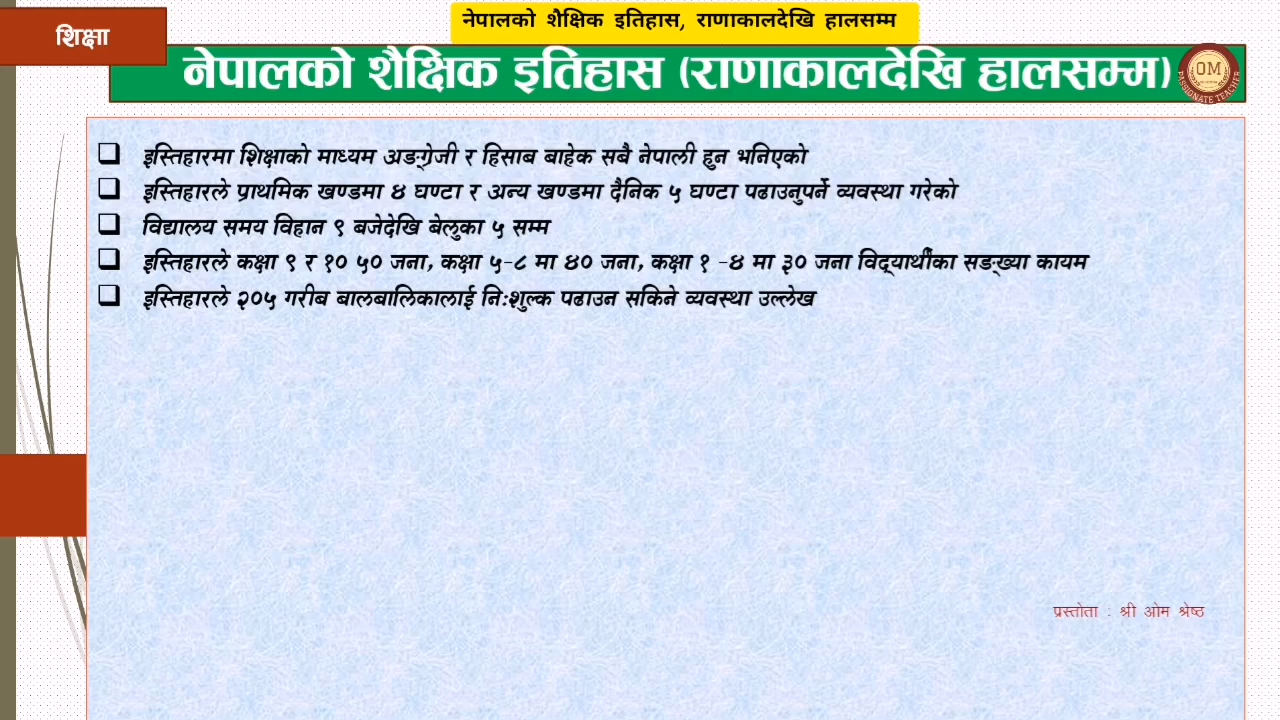 नेपालको शैक्षिक इतिहास, राणाकालदेखि हालसम्म
शिक्षा
नेपालको शैक्षिक इतिहास (राणाकालदेखि हालसम्म)
OM
PASSIONATE TEACHER
इस्तिहारमा शिक्षाको माध्यम अङ्ग्रेजी र हिसाब बाहेक सबै नेपाली हुन भनिएको
इस्तिहारले प्राथमिक खण्डमा ४ घण्टा र अन्य खण्डमा दैनिक ५ घण्टा पढाउनुपर्ने व्यवस्था गरेको
विद्यालय समय विहान ९ बजेदेखि बेलुका ५ सम्म
इस्तिहारले कक्षा ९ र १० ५० जना, कक्षा ५-८ मा ४० जना, कक्षा १ -४ मा ३० जना विद्यार्थीका सङ्ख्या कायम
इस्तिहारले २०५ गरीब बालबालिकालाई निःशुल्क पढाउन सकिने व्यवस्था उल्लेख
प्रस्तोता : श्री ओम श्रेष्ठ